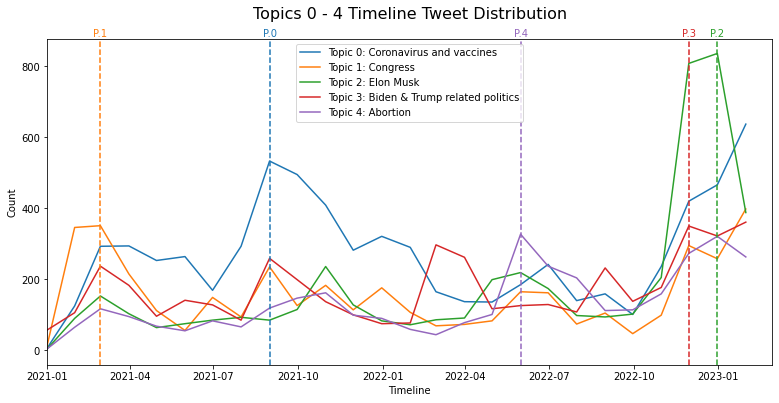 Topics 0 - 4 Timeline Tweet Distribution
P.1 P.0 P.4 P.3 P.2
Topic 0: Coronavirus and vaccines
Topic 1: Congress
Topic 2: Elon Musk
Topic 3: Biden & Trump related politics
Topic 4: Abortion
800
600
400
200
0
Count
2021-01 2021-04 2021-07 2021-10 2022-01 2022-04 2022-07 2022-10 2023-01
Timeline